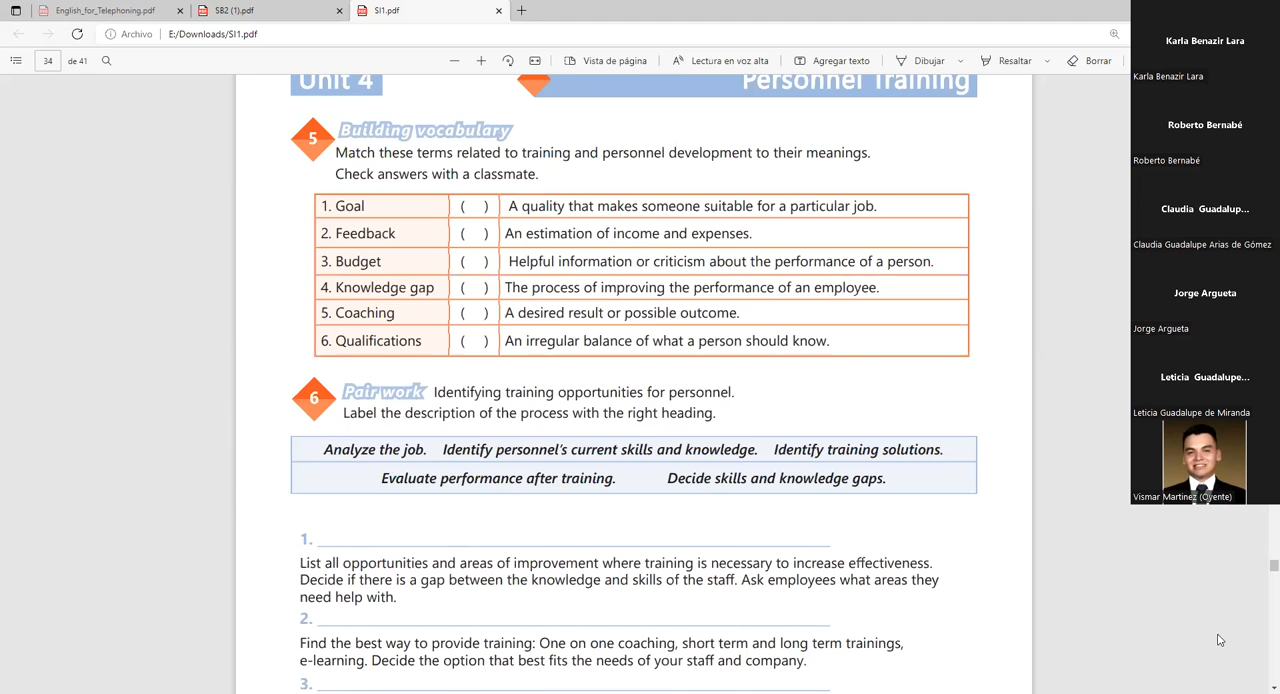 English_for_Telephoning.pdf
SB2 (1).pdf
SI1.pdf
Archivo
E:/Downloads/SI1.pdf
34
de 41
Vista de página
Lectura en voz alta
Agregar texto
Dibujar
Resaltar
Borrar
Unit 4
Personnel Training
5
Building vocabulary
Match these terms related to training and personnel development to their meanings.
Check answers with a classmate.
1. Goal ( ) A quality that makes someone suitable for a particular job.
2. Feedback ( ) An estimation of income and expenses.
3. Budget ( ) Helpful information or criticism about the performance of a person.
4. Knowledge gap ( ) The process of improving the performance of an employee.
5. Coaching ( ) A desired result or possible outcome.
6. Qualifications ( ) An irregular balance of what a person should know.
6
Pair work Identifying training opportunities for personnel.
Label the description of the process with the right heading.
Analyze the job. Identify personnel's current skills and knowledge. Identify training solutions.
Evaluate performance after training. Decide skills and knowledge gaps.
1.
List all opportunities and areas of improvement where training is necessary to increase effectiveness.
Decide if there is a gap between the knowledge and skills of the staff. Ask employees what areas they
need help with.
2.
Find the best way to provide training: One on one coaching, short term and long term trainings,
e-learning. Decide the option that best fits the needs of your staff and company.
3.
Karla Benazir Lara
Karla Benazir Lara
Roberto Bernabé
Roberto Bernabé
Claudia Guadalup...
Claudia Guadalupe Arias de Gómez
Jorge Argueta
Jorge Argueta
Leticia Guadalupe...
Leticia Guadalupe de Miranda
Vismar Martinez (Oyente)